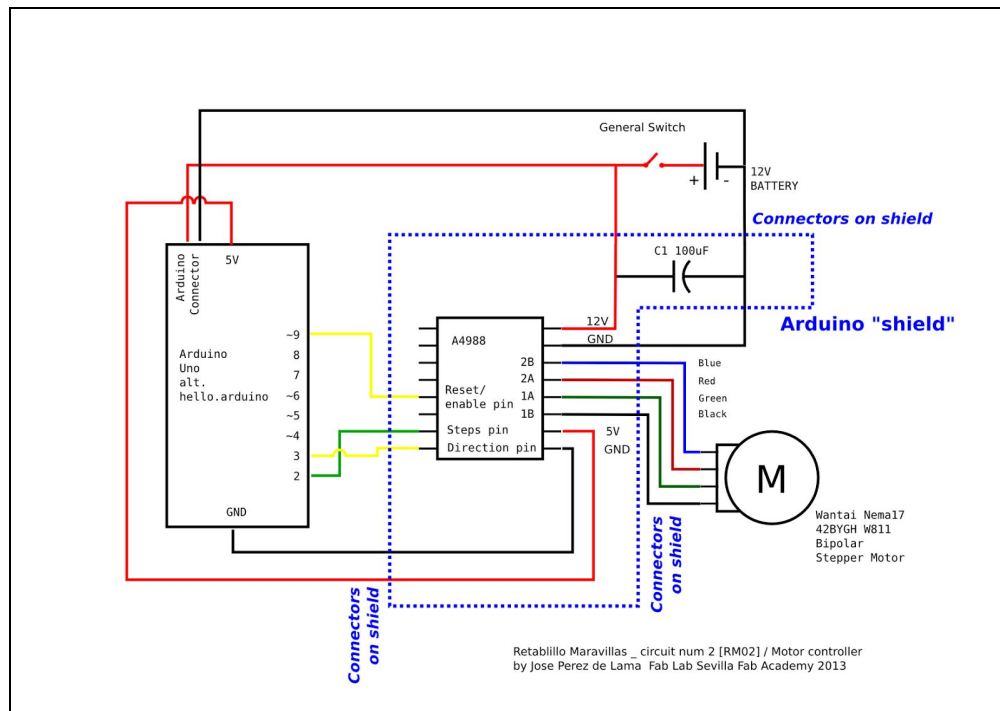 General Switch
+
-
12V
BATTERY
Connectors on shield
C1 100uF
Arduino "shield"
Arduino
Connector
5V
~9
8
7
~6
~5
~4
3
2
Arduino
Uno
alt.
hello.arduino
GND
A4988
Reset/
enable pin
Steps pin
Direction pin
12V
GND
2B
2A
1A
1B
5V
GND
Blue
Red
Green
Black
M
Wantai Nema17
42BYGH W811
Bipolar
Stepper Motor
Connectors
on shield
Connectors
on shield
Retablillo Maravillas _ circuit num 2 [RM02] / Motor controller
by Jose Perez de Lama Fab Lab Sevilla Fab Academy 2013